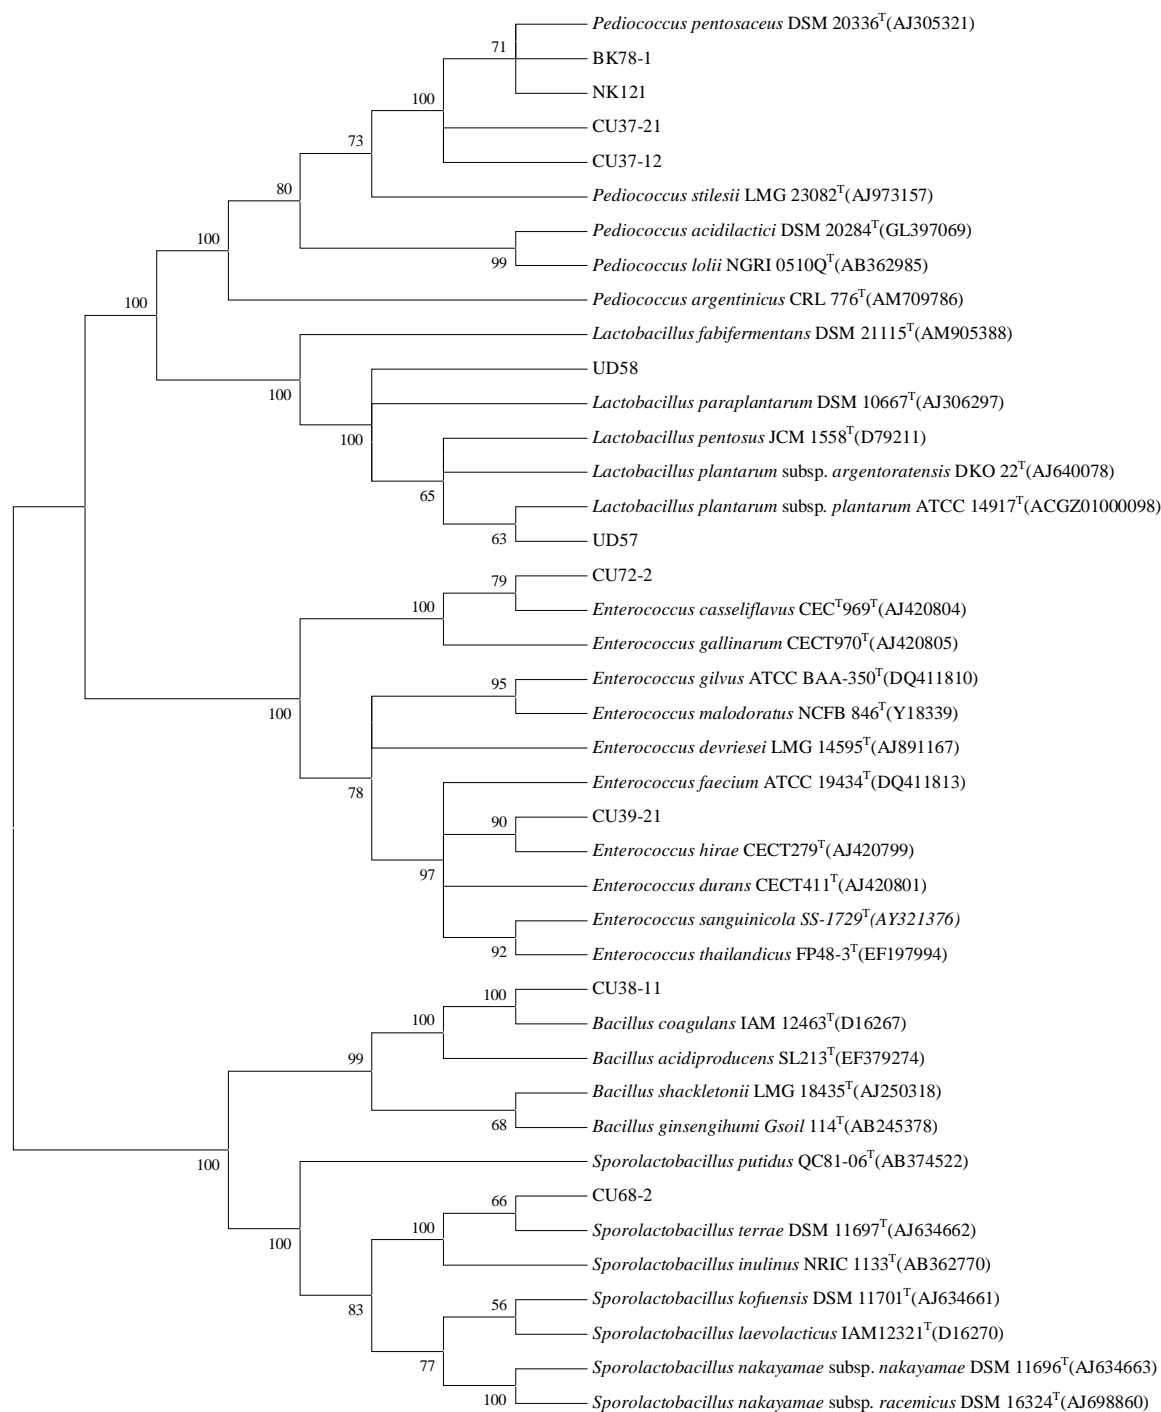 Pediococcus pentosaceus DSM 20336T(AJ305321)
71
BK78-1
NK121
100
CU37-21
73
CU37-12
80
Pediococcus stilesii LMG 23082T(AJ973157)
100
Pediococcus acidilactici DSM 20284T(GL397069)
99
Pediococcus lolii NGRI 0510QT(AB362985)
100
Pediococcus argentinicus CRL 776T(AM709786)
Lactobacillus fabifermentans DSM 21115T(AM905388)
UD58
100
Lactobacillus paraplantarum DSM 10667T(AJ306297)
100
Lactobacillus pentosus JCM 1558T(D79211)
Lactobacillus plantarum subsp. argentoratensis DKO 22T(AJ640078)
65
Lactobacillus plantarum subsp. plantarum ATCC 14917T(ACGZ01000098)
63
UD57
79
CU72-2
100
Enterococcus casseliflavus CECT969T(AJ420804)
Enterococcus gallinarum CECT970T(AJ420805)
95
Enterococcus gilvus ATCC BAA-350T(DQ411810)
100
Enterococcus malodoratus NCFB 846T(Y18339)
Enterococcus devriesei LMG 14595T(AJ891167)
78
Enterococcus faecium ATCC 19434T(DQ411813)
90
CU39-21
Enterococcus hirae CECT279T(AJ420799)
97
Enterococcus durans CECT411T(AJ420801)
Enterococcus sanguinicola SS-1729T(AY321376)
92
Enterococcus thailandicus FP48-3T(EF197994)
100
CU38-11
100
Bacillus coagulans IAM 12463T(D16267)
99
Bacillus acidiproducens SL213T(EF379274)
Bacillus shackletonii LMG 18435T(AJ250318)
68
Bacillus ginsengihumi Gsoil 114T(AB245378)
100
Sporolactobacillus putidus QC81-06T(AB374522)
66
CU68-2
100
Sporolactobacillus terrae DSM 11697T(AJ634662)
100
Sporolactobacillus inulinus NRIC 1133T(AB362770)
83
56
Sporolactobacillus kofuensis DSM 11701T(AJ634661)
Sporolactobacillus laevolacticus IAM12321T(D16270)
77
Sporolactobacillus nakayamae subsp. nakayamae DSM 11696T(AJ634663)
100
Sporolactobacillus nakayamae subsp. racemicus DSM 16324T(AJ698860)